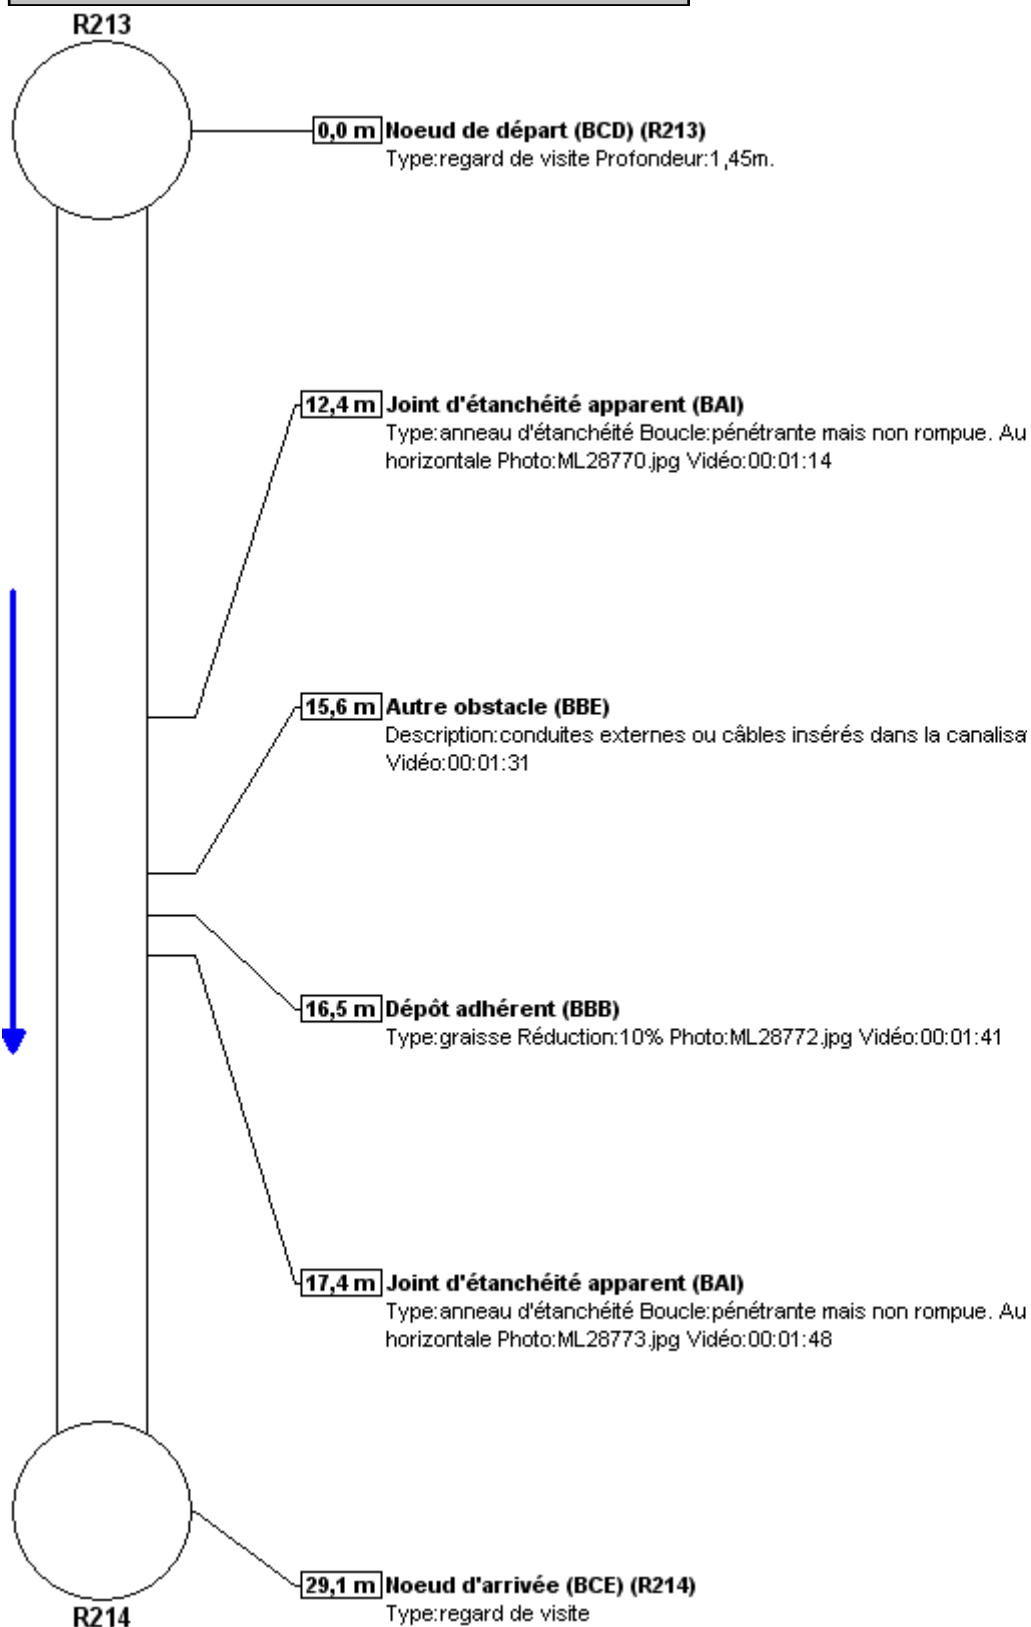 R213
0,0 m Noeud de départ (BCD) (R213)
Type:regard de visite Profondeur:1,45m.
12,4 m Joint d'étanchéité apparent (BAI)
Type:anneau d'étanchéité Boucle:pénétrante mais non rompue. Au
horizontale Photo:ML28770.jpg Vidéo:00:01:14
15,6 m Autre obstacle (BBE)
Description:conduites externes ou câbles insérés dans la canalisa
Vidéo:00:01:31
16,5 m Dépôt adhérent (BBB)
Type:graisse Réduction:10% Photo:ML28772.jpg Vidéo:00:01:41
17,4 m Joint d'étanchéité apparent (BAI)
Type:anneau d'étanchéité Boucle:pénétrante mais non rompue. Au
horizontale Photo:ML28773.jpg Vidéo:00:01:48
29,1 m Noeud d'arrivée (BCE) (R214)
Type:regard de visite
R214